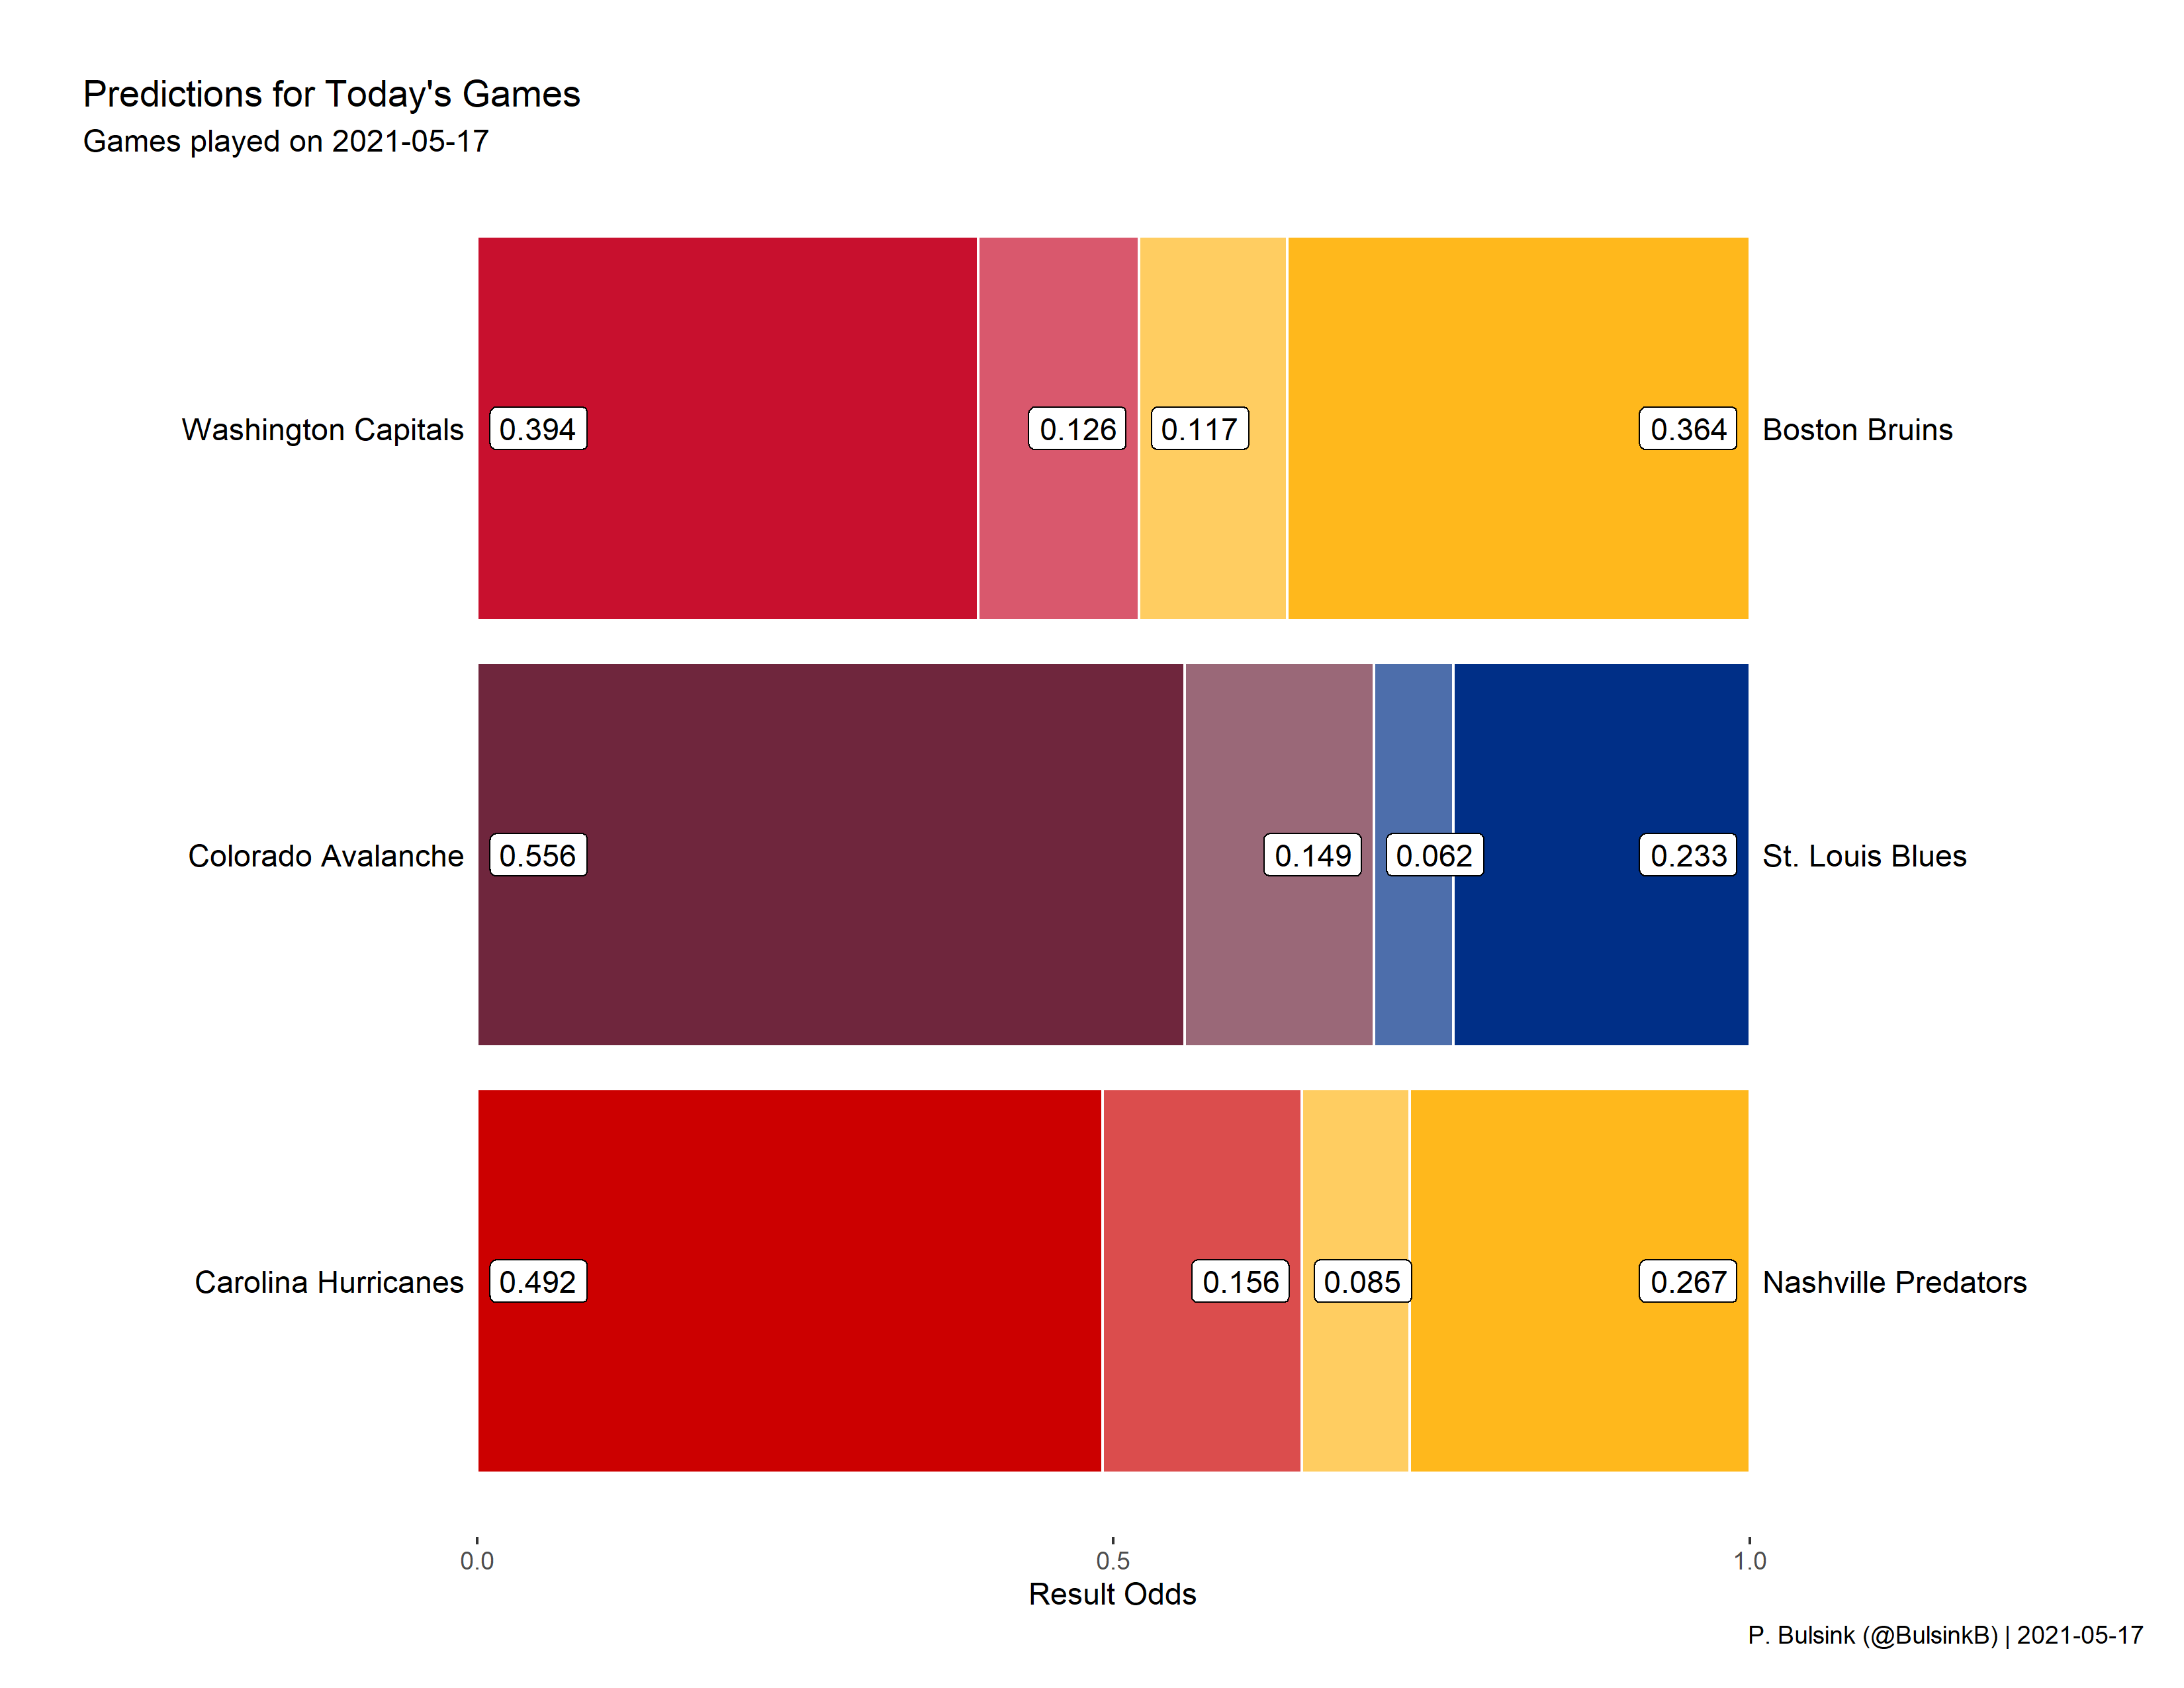 Predictions for Today's Games
Games played on 2021-05-17
Washington Capitals 0.394 0.126 0.117 0.364 Boston Bruins
Colorado Avalanche 0.556 0.149 0.062 0.233 St. Louis Blues
Carolina Hurricanes 0.492 0.156 0.085 0.267 Nashville Predators
0.0 0.5 1.0
Result Odds
P. Bulsink (@BulsinkB) | 2021-05-17